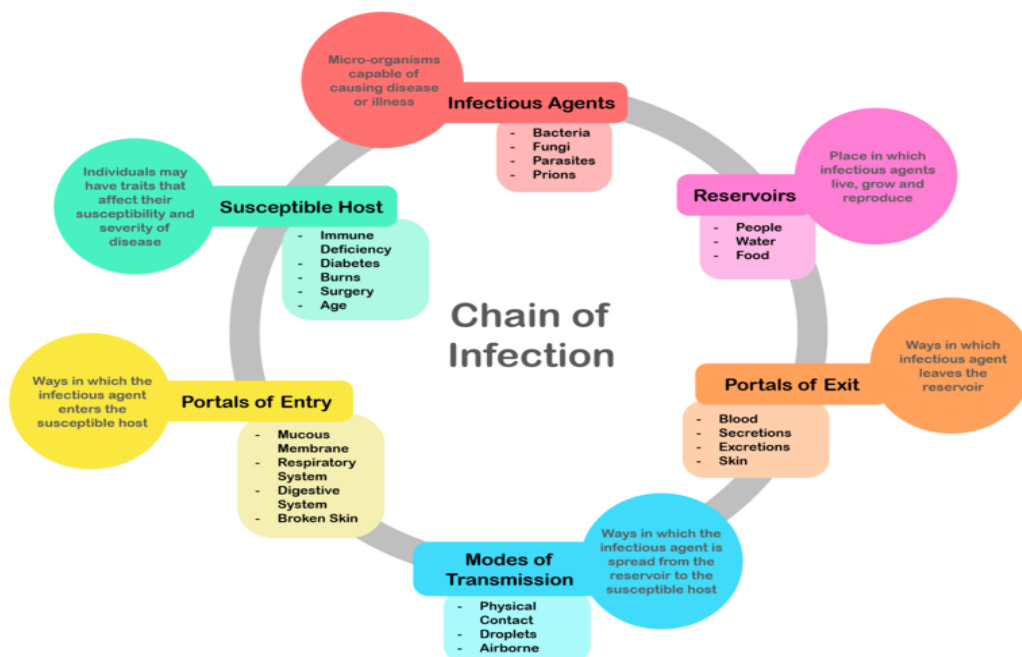 Chain of
Infection
Micro-organisms
capable of
causing disease
or illness
Infectious Agents
- Bacteria
- Fungi
- Parasites
- Prions
Place in which
infectious agents
live, grow and
reproduce
Reservoirs
- People
- Water
- Food
Ways in which
infectious agent
leaves the
reservoir
Portals of Exit
- Blood
- Secretions
- Excretions
- Skin
Ways in which the
infectious agent is
spread from the
reservoir to the
susceptible host
Modes of
Transmission
- Physical
Contact
- Droplets
- Airborne
Ways in which the
infectious agent
enters the
susceptible host
Portals of Entry
- Mucous
Membrane
- Respiratory
System
- Digestive
System
- Broken Skin
Individuals may
have traits that
affect their
susceptibility and
severity of
disease
Susceptible Host
- Immune
Deficiency
- Diabetes
- Burns
- Surgery
- Age